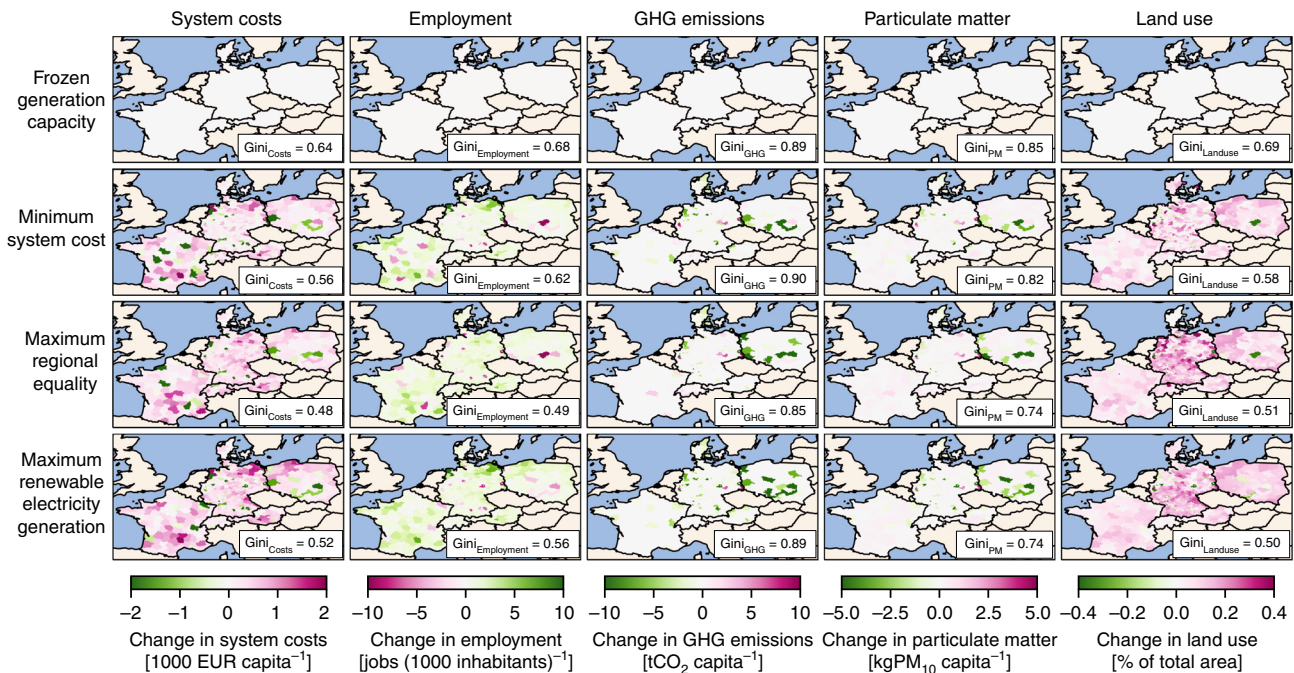 System costs Employment GHG emissions Particulate matter Land use
Frozen
generation
capacity
Gini_Costs = 0.64 Gini_Employment = 0.68 Gini_GHG = 0.89 Gini_PM = 0.85 Gini_Landuse = 0.69
Minimum
system cost
Gini_Costs = 0.56 Gini_Employment = 0.62 Gini_GHG = 0.90 Gini_PM = 0.82 Gini_Landuse = 0.58
Maximum
regional
equality
Gini_Costs = 0.48 Gini_Employment = 0.49 Gini_GHG = 0.85 Gini_PM = 0.74 Gini_Landuse = 0.51
Maximum
renewable
electricity
generation
Gini_Costs = 0.52 Gini_Employment = 0.56 Gini_GHG = 0.89 Gini_PM = 0.74 Gini_Landuse = 0.50
−2 −1 0 1 2 −10 −5 0 5 10 −10 −5 0 5 10 −5.0 −2.5 0.0 2.5 5.0 −0.4 −0.2 0.0 0.2 0.4
Change in system costs Change in employment Change in GHG emissions Change in particulate matter Change in land use
[1000 EUR capita⁻¹] [jobs (1000 inhabitants)⁻¹] [tCO₂ capita⁻¹] [kgPM₁₀ capita⁻¹] [% of total area]